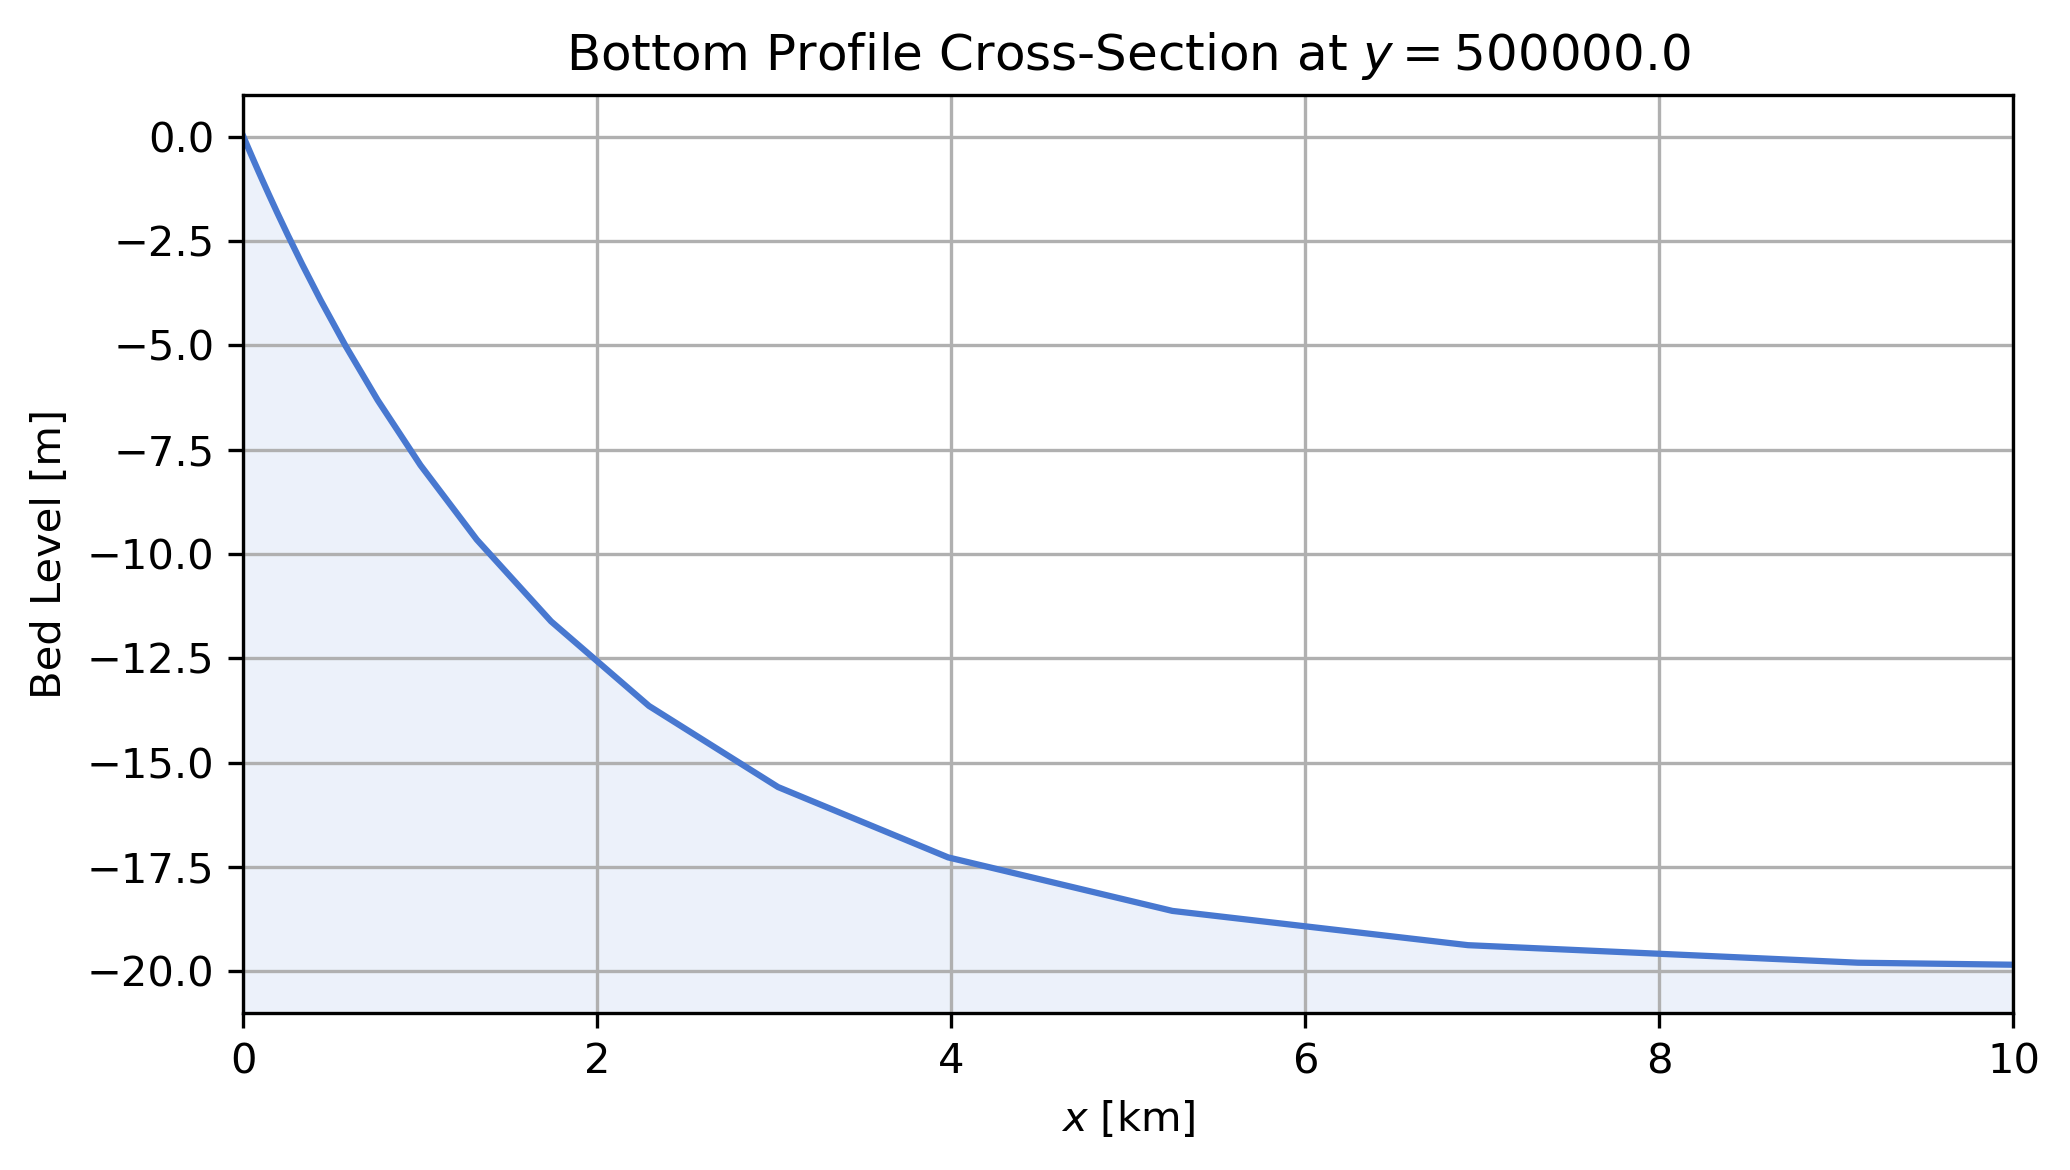 Bottom Profile Cross-Section at y = 500000.0
0.0
−2.5
−5.0
−7.5
−10.0
−12.5
−15.0
−17.5
−20.0
Bed Level [m]
0 2 4 6 8 10
x [km]